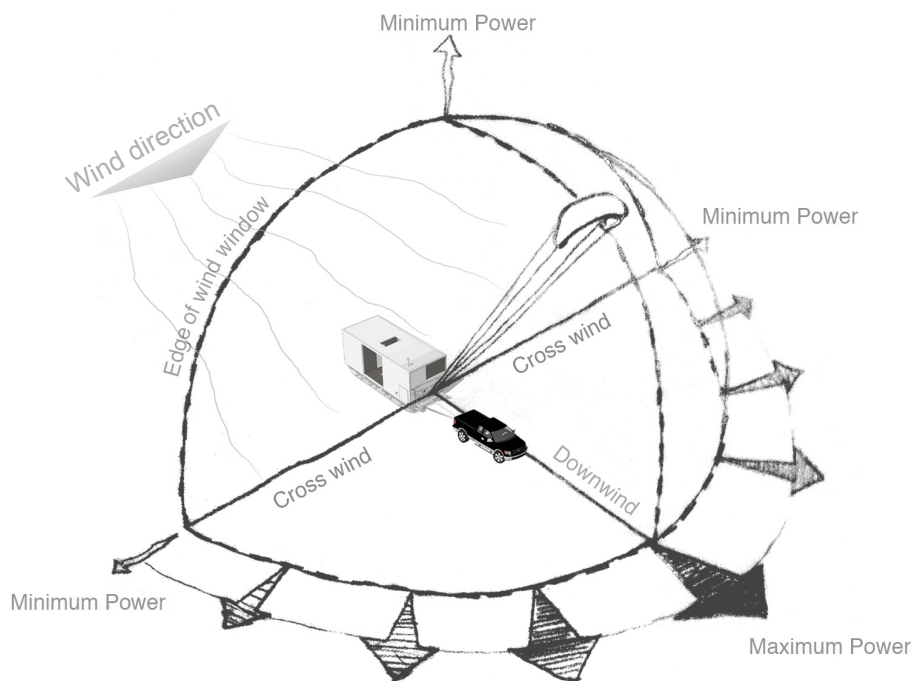 Minimum Power
Wind direction
Edge of wind window
Minimum Power
Cross wind
Cross wind
Downwind
Minimum Power
Maximum Power